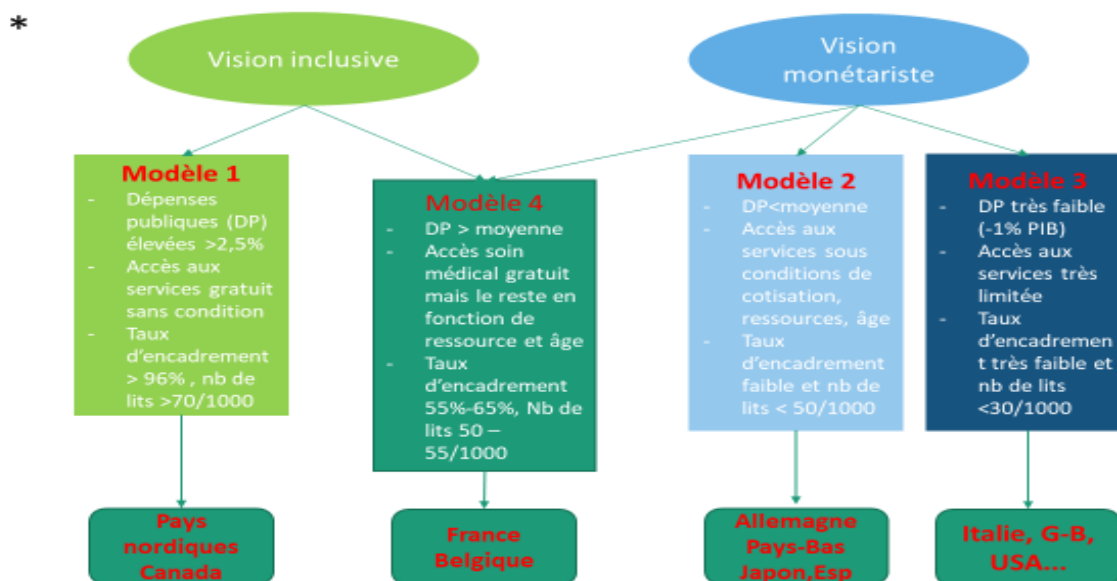 *
Vision inclusive
Vision
monétariste
Modèle 1
- Dépenses
publiques (DP)
élevées >2,5%
- Accès aux
services gratuit
sans condition
- Taux
d'encadrement
> 96% , nb de
lits >70/1000
Modèle 4
- DP > moyenne
- Accès soin
médical gratuit
mais le reste en
fonction de
ressource et âge
- Taux
d'encadrement
55%-65%, Nb de
lits 50 –
55/1000
Modèle 2
- DP<moyenne
- Accès aux
services sous
conditions de
cotisation,
ressources, âge
- Taux
d'encadrement
faible et nb de
lits < 50/1000
Modèle 3
- DP très faible
(-1% PIB)
- Accès aux
services très
limitée
- Taux
d'encadremen
t très faible et
nb de lits
<30/1000
Pays
nordiques
Canada
France
Belgique
Allemagne
Pays-Bas
Japon,Esp
Italie, G-B,
USA...